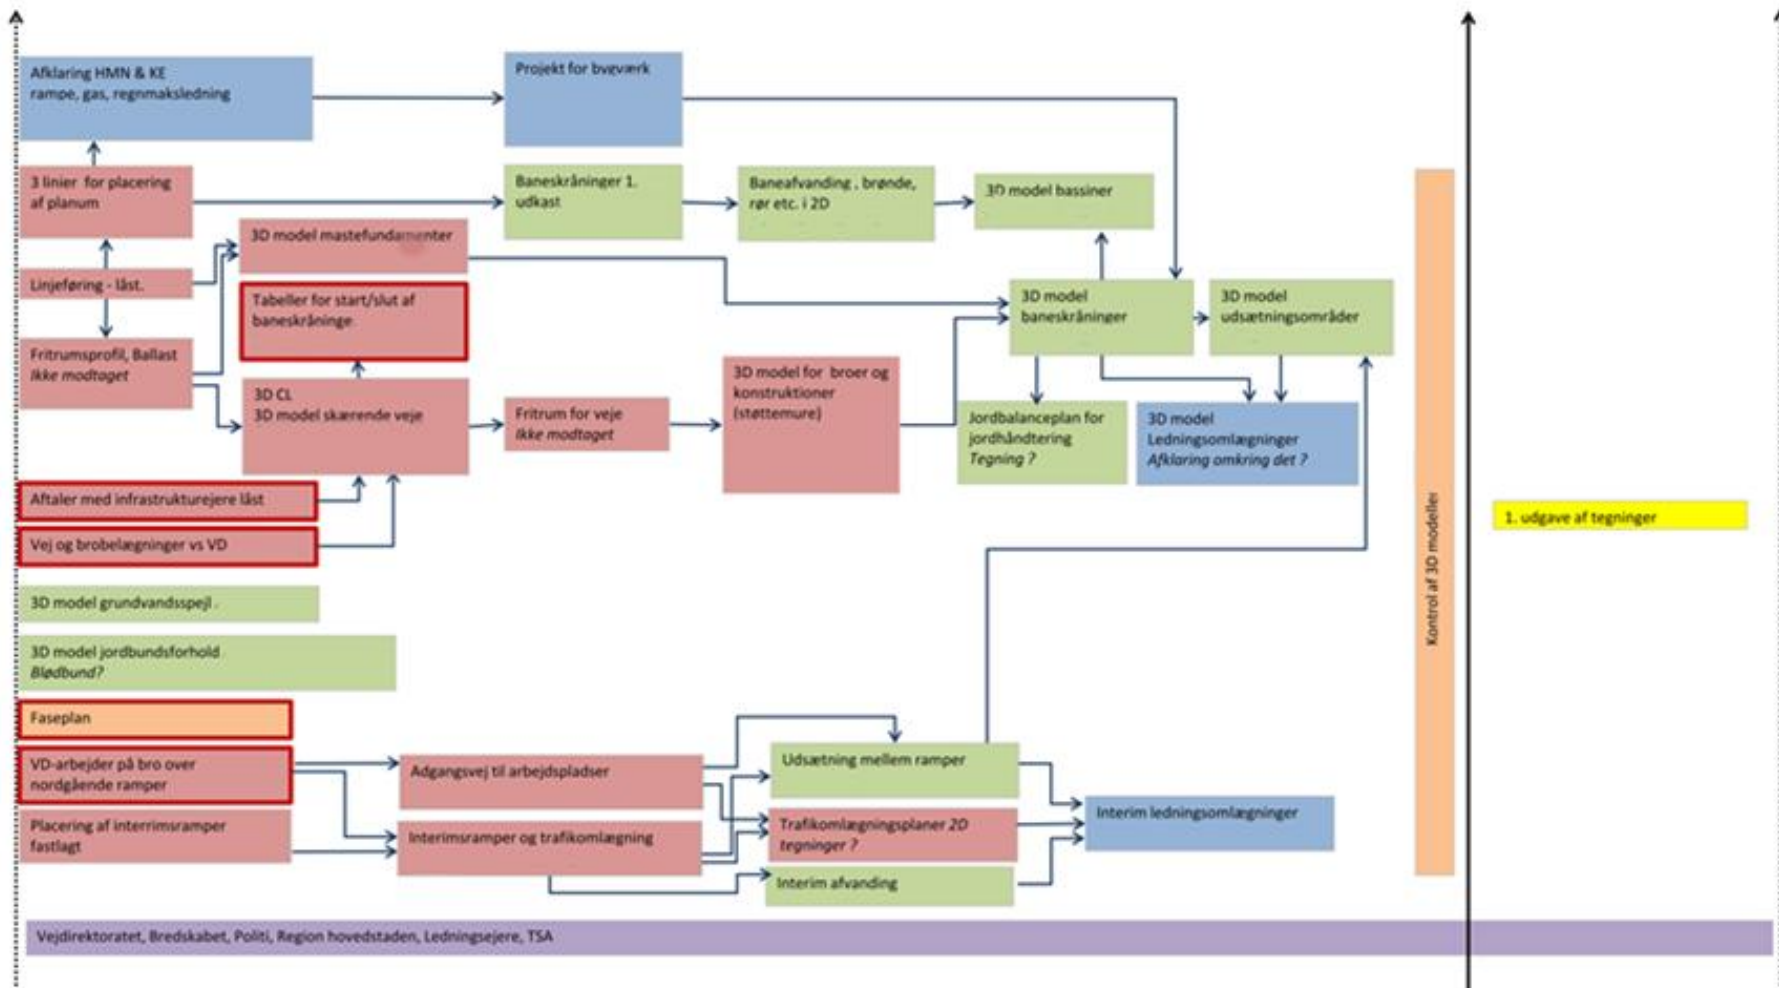 Afklaring HMN & KE
rampe, gas, regnmaksledning
Projekt for bygværk
3 linier for placering
af planum
Baneskråninger 1.
udkast
Baneafvanding , brønde,
rør etc. i 2D
3D model bassiner
3D model mastefundamenter
Linjeføring - låst.
Tabeller for start/slut af
baneskråninge
3D model
baneskråninger
3D model
udsætningsområder
Fritrumsprofil, Ballast
Ikke modtaget
3D CL
3D model skærende veje
Fritrum for veje
Ikke modtaget
3D model for broer og
konstruktioner
(støttemure)
Jordbalanceplan for
jordhåndtering
Tegning ?
3D model
Ledningsomlægninger
Afklaring omkring det ?
Aftaler med infrastrukturejere låst
Vej og brobelægninger vs VD
3D model grundvandsspejl .
3D model jordbundsforhold
Blødbund?
Faseplan
VD-arbejder på bro over
nordgående ramper
Placering af interrimsramper
fastlagt
Adgangsvej til arbejdspladser
Interimsramper og trafikomlægning
Udsætning mellem ramper
Trafikomlægningsplaner 2D
tegninger ?
Interim afvanding
Interim ledningsomlægninger
Kontrol af 3D modeller
1. udgave af tegninger
Vejdirektoratet, Bredskabet, Politi, Region hovedstaden, Ledningsejere, TSA